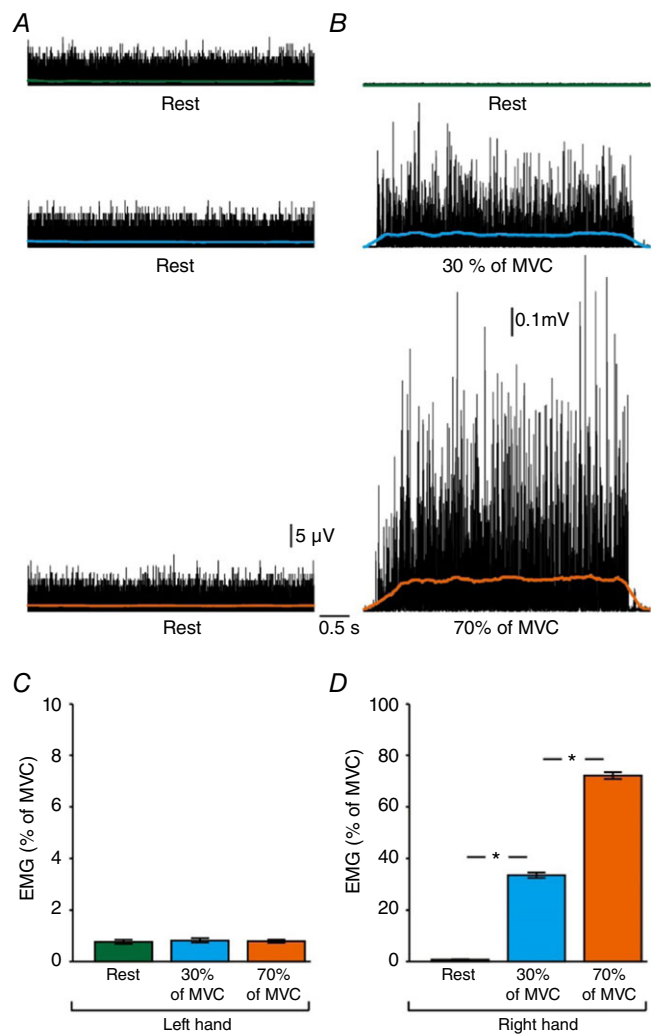 A
B
Rest
Rest
Rest
30 % of MVC
0.1mV
5 µV
Rest
0.5 s
70% of MVC
C
D
EMG (% of MVC)
10
8
6
4
2
0
Rest
30%
of MVC
70%
of MVC
Left hand
EMG (% of MVC)
100
80
60
40
20
0
*
*
Rest
30%
of MVC
70%
of MVC
Right hand